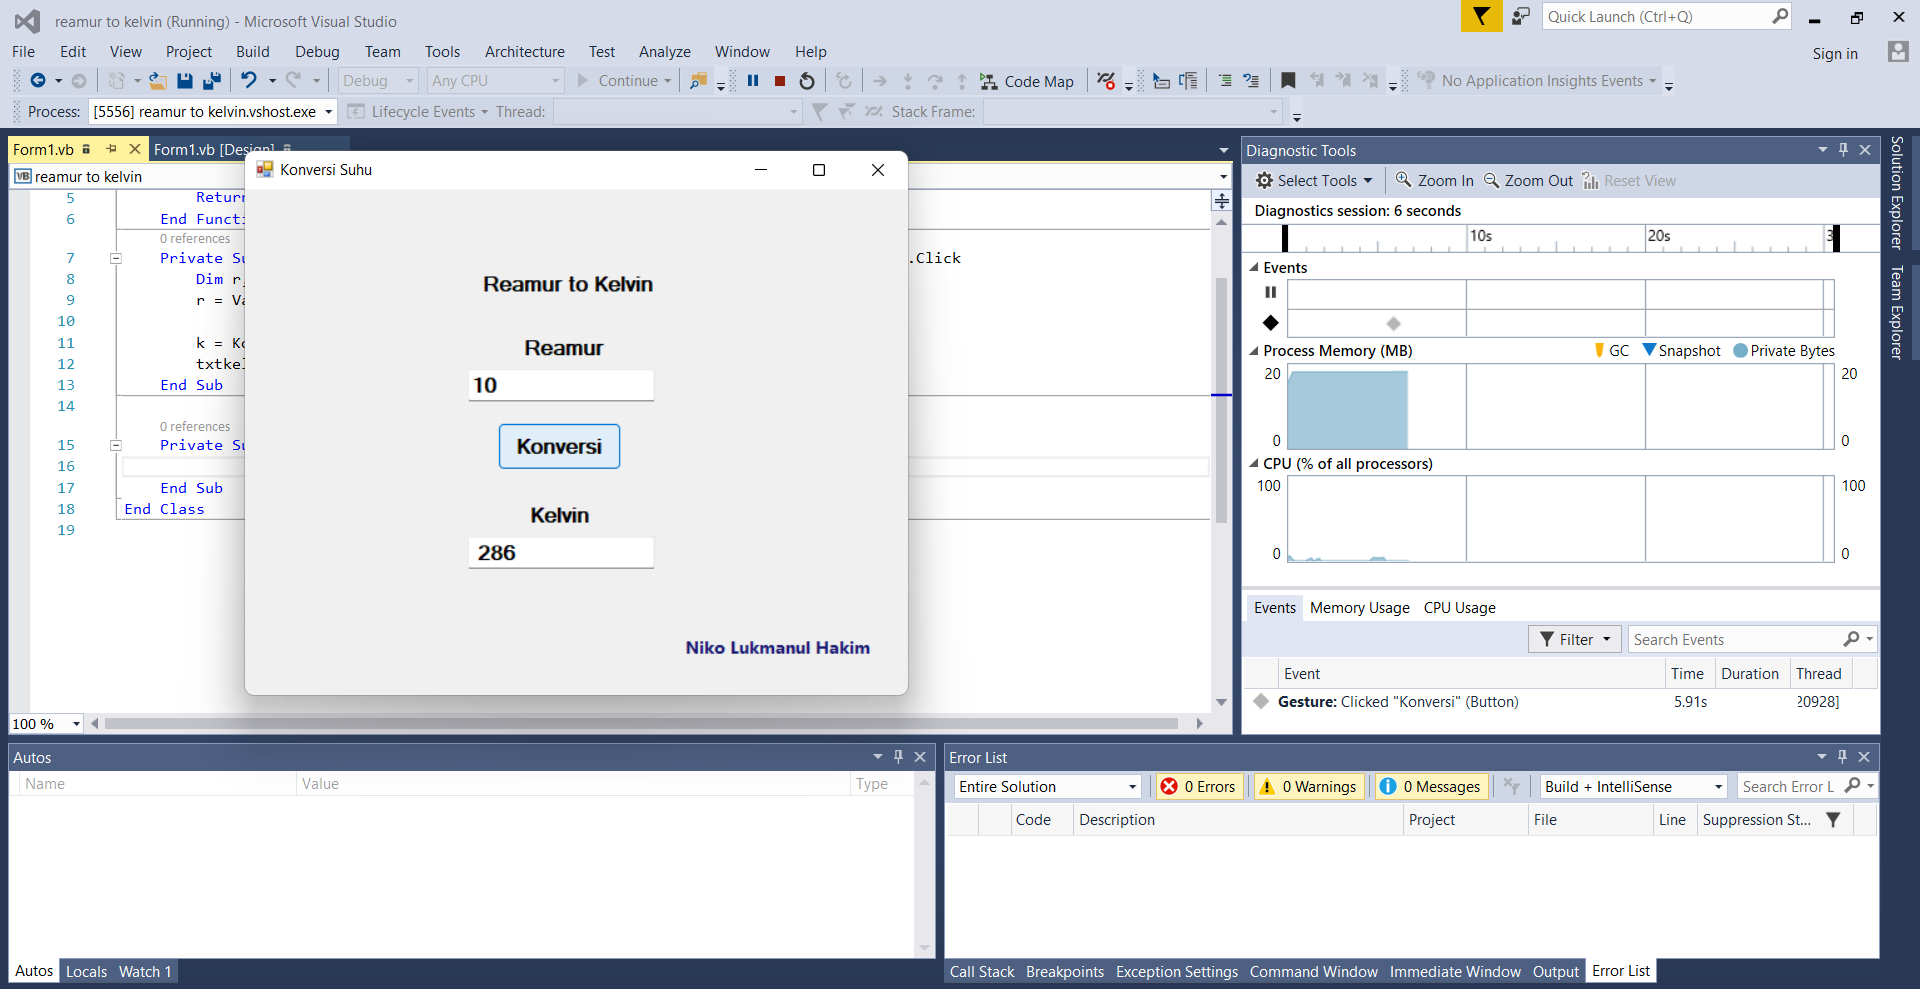 reamur to kelvin (Running) - Microsoft Visual Studio
Quick Launch (Ctrl+Q)
File Edit View Project Build Debug Team Tools Architecture Test Analyze Window Help
Sign in
Debug Any CPU Continue Code Map No Application Insights Events
Process: [5556] reamur to kelvin.vshost.exe Lifecycle Events Thread: Stack Frame:
Form1.vb Form1.vb [Design]
VB reamur to kelvin
5 Return
6 End Functi
0 references
7 Private Su .Click
8 Dim r,
9 r = Va
10
11 k = Ko
12 txtkel
13 End Sub
14
0 references
15 Private Su
16
17 End Sub
18 End Class
19
100 %
Konversi Suhu
Reamur to Kelvin
Reamur
10
Konversi
Kelvin
286
Niko Lukmanul Hakim
Diagnostic Tools
Select Tools Zoom In Zoom Out Reset View
Diagnostics session: 6 seconds
10s 20s 3
Events
Process Memory (MB) GC Snapshot Private Bytes
20 20
0 0
CPU (% of all processors)
100 100
0 0
Events Memory Usage CPU Usage
Filter Search Events
Event Time Duration Thread
Gesture: Clicked "Konversi" (Button) 5.91s 20928]
Solution Explorer
Team Explorer
Autos
Name Value Type
Autos Locals Watch 1
Error List
Entire Solution 0 Errors 0 Warnings 0 Messages Build + IntelliSense Search Error L
Code Description Project File Line Suppression St...
Call Stack Breakpoints Exception Settings Command Window Immediate Window Output Error List